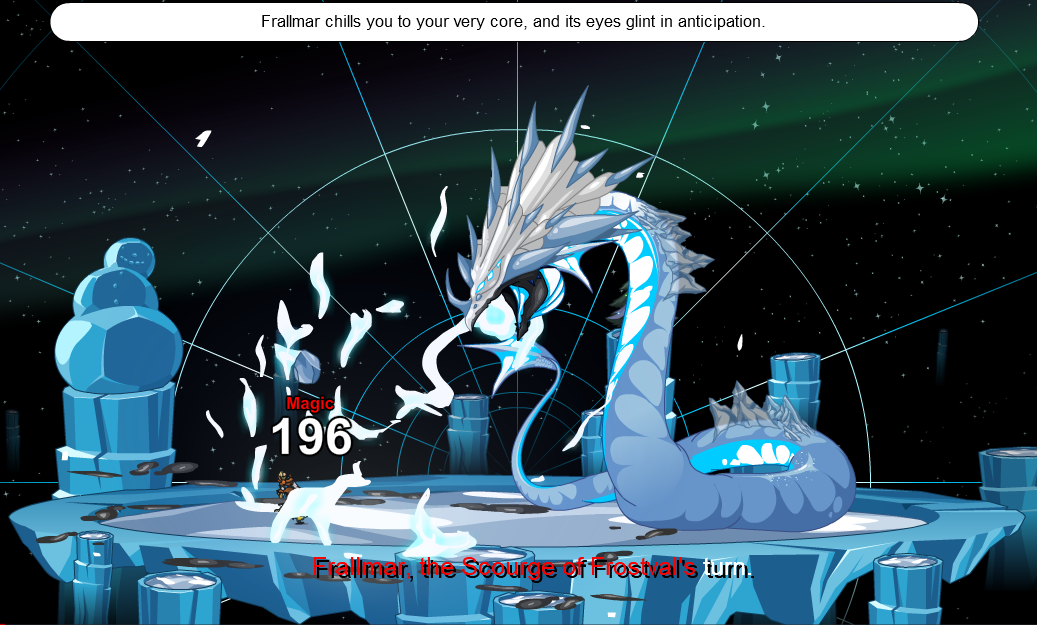 Frallmar chills you to your very core, and its eyes glint in anticipation.
Magic
196
Frallmar, the Scourge of Frostval's turn.